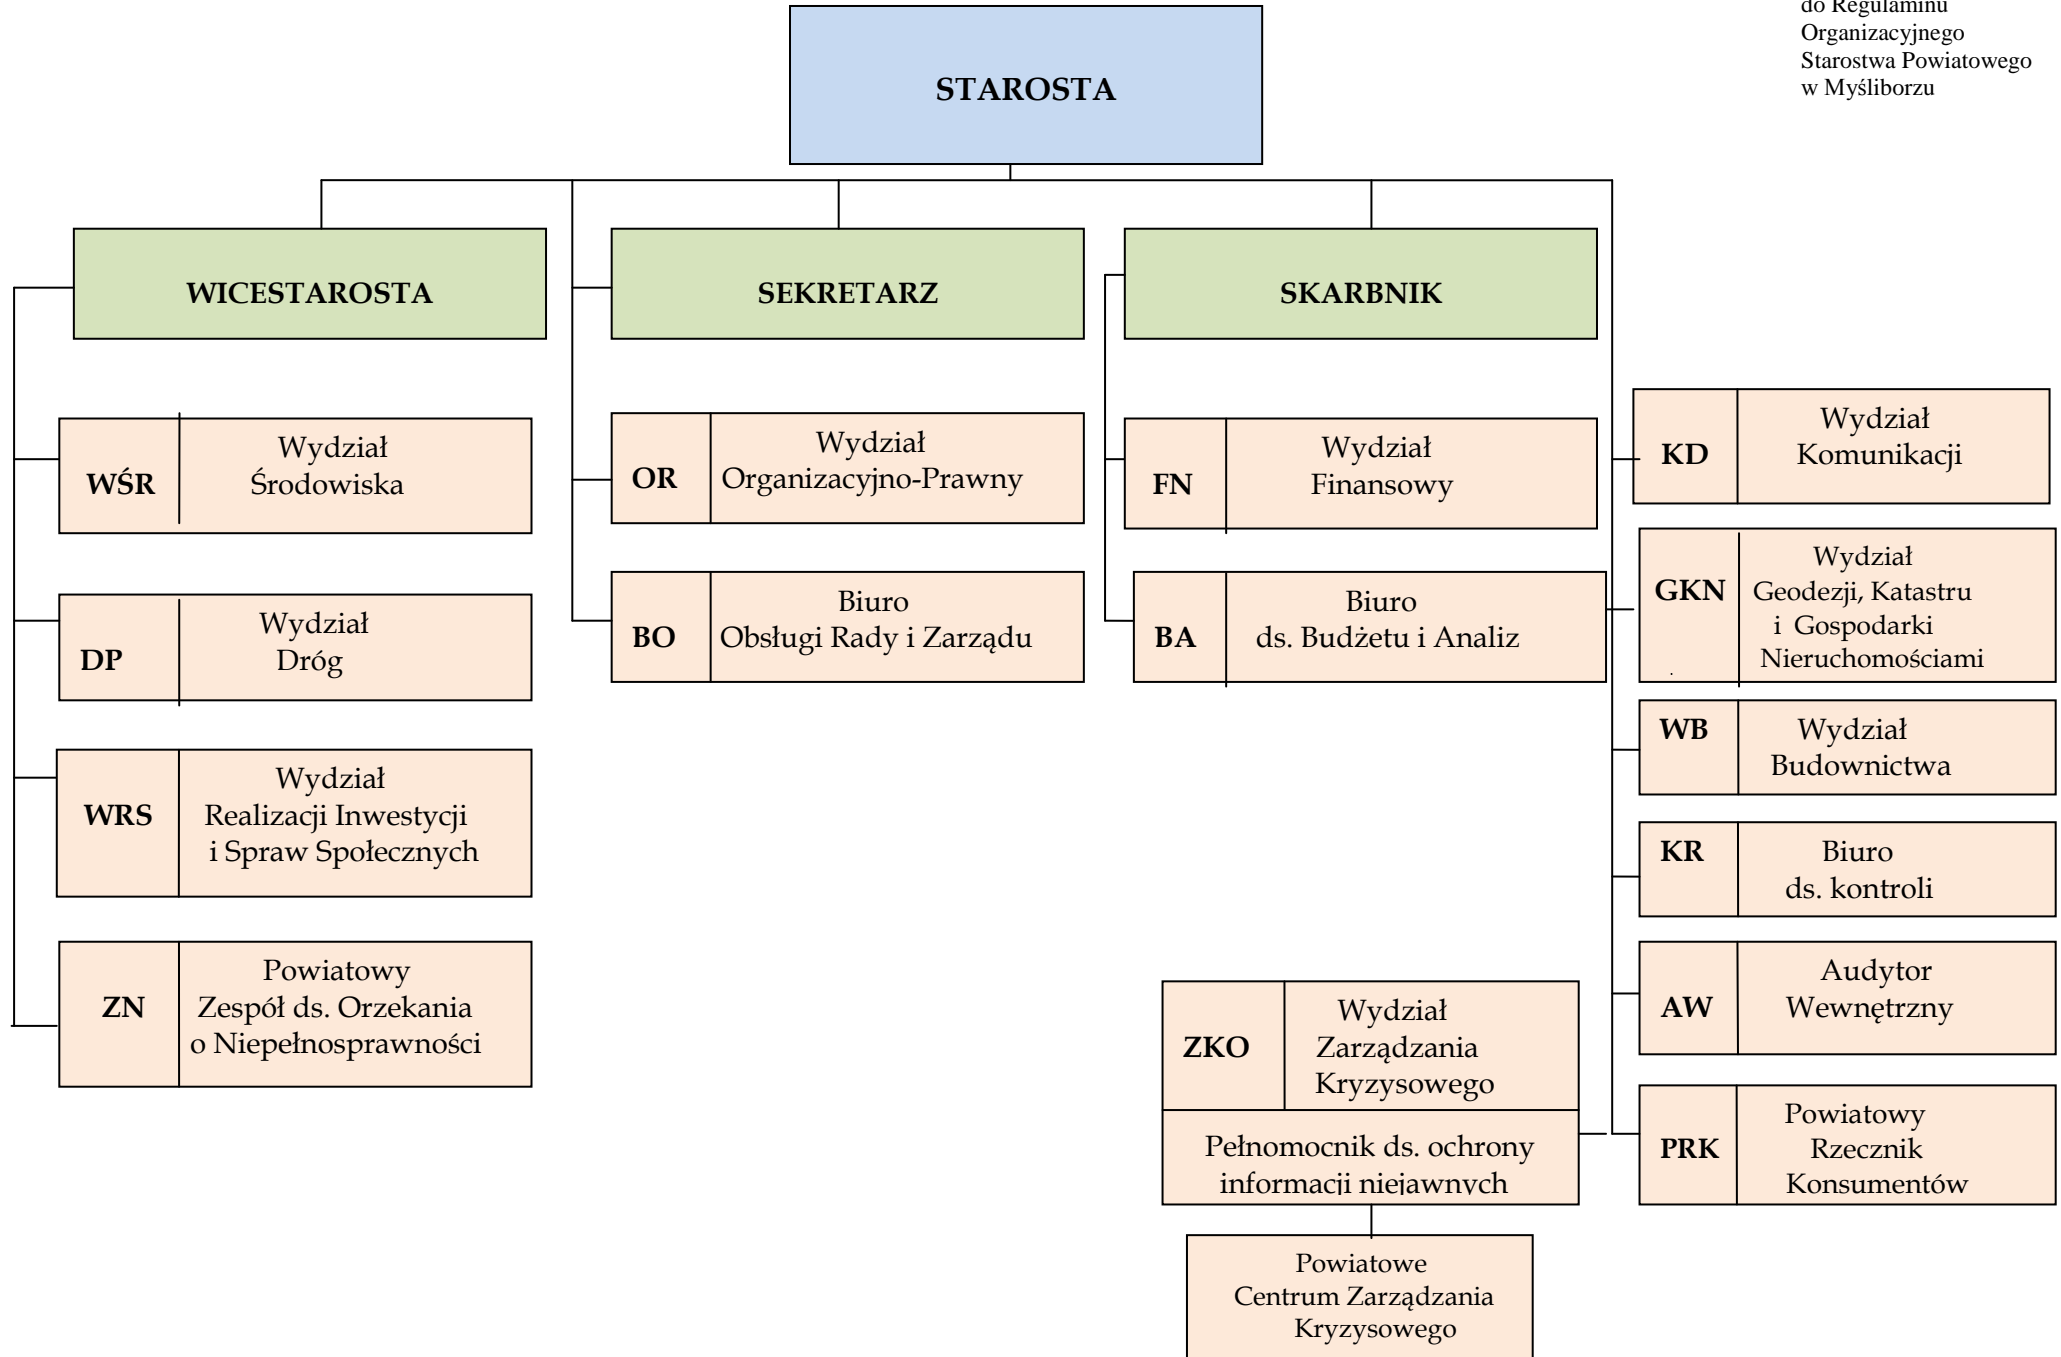 do Regulaminu
Organizacyjnego
Starostwa Powiatowego
w Myśliborzu
STAROSTA
WICESTAROSTA
SEKRETARZ
SKARBNIK
WŚR
Wydział
Środowiska
DP
Wydział
Dróg
WRS
Wydział
Realizacji Inwestycji
i Spraw Społecznych
ZN
Powiatowy
Zespół ds. Orzekania
o Niepełnosprawności
OR
Wydział
Organizacyjno-Prawny
BO
Biuro
Obsługi Rady i Zarządu
FN
Wydział
Finansowy
BA
Biuro
ds. Budżetu i Analiz
KD
Wydział
Komunikacji
GKN
Wydział
Geodezji, Katastru
i Gospodarki
Nieruchomościami
.
WB
Wydział
Budownictwa
KR
Biuro
ds. kontroli
AW
Audytor
Wewnętrzny
PRK
Powiatowy
Rzecznik
Konsumentów
ZKO
Wydział
Zarządzania
Kryzysowego
Pełnomocnik ds. ochrony
informacji niejawnych
Powiatowe
Centrum Zarządzania
Kryzysowego